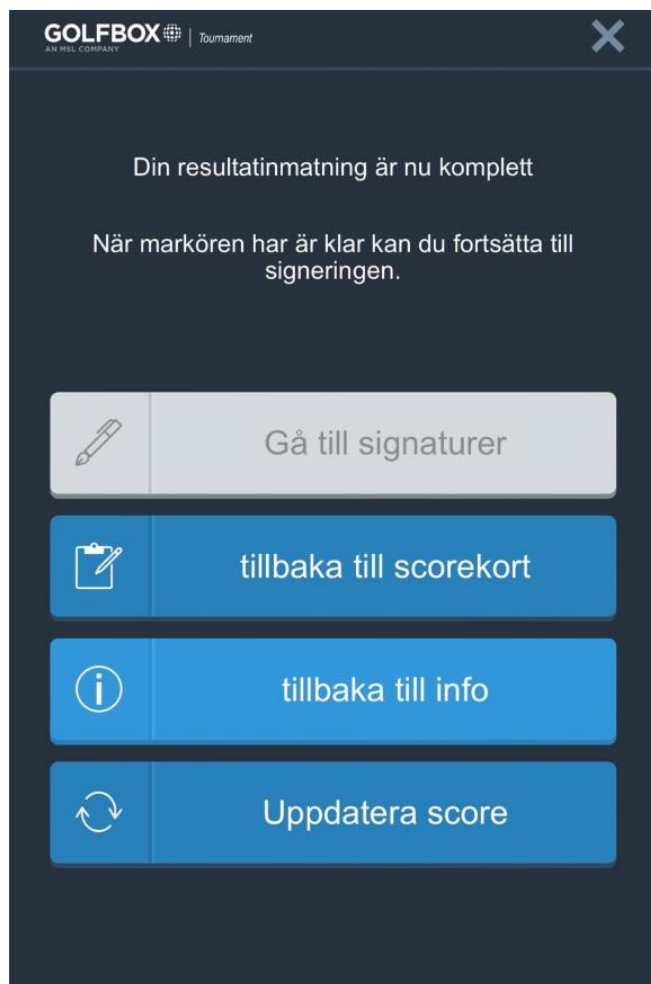 GOLFBOX | Tournament
AN MSL COMPANY
Din resultatinmatning är nu komplett
När markören har är klar kan du fortsätta till
signeringen.
Gå till signaturer
tillbaka till scorekort
tillbaka till info
Uppdatera score